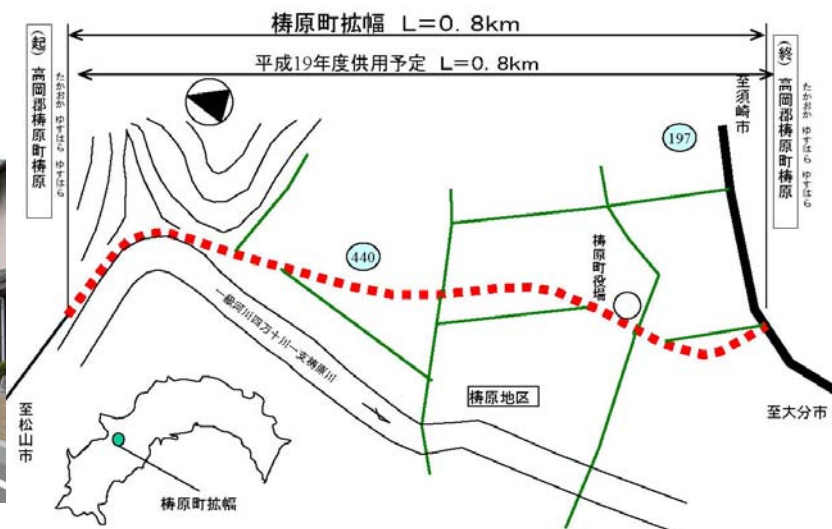 梼原町拡幅 L=0.8km
平成19年度供用予定 L=0.8km
(起)高岡郡梼原町梼原
たかおか ゆすはら ゆすはら
至須崎市
(終)高岡郡梼原町梼原
たかおか ゆすはら ゆすはら
197
440
梼原町役場
一級河川四万十川一支梼原川
梼原地区
至松山市
至大分市
梼原町拡幅